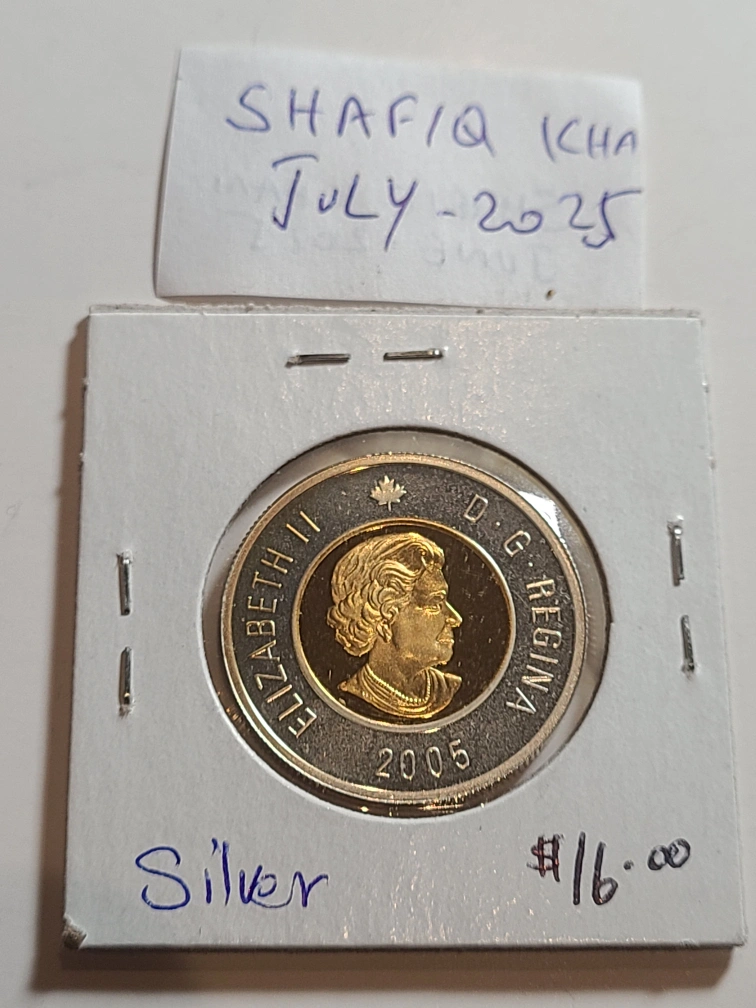 SHAFIQ KHA
JULY-2025
ELIZABETH II
D·G·REGINA
2005
Silver
$16.00